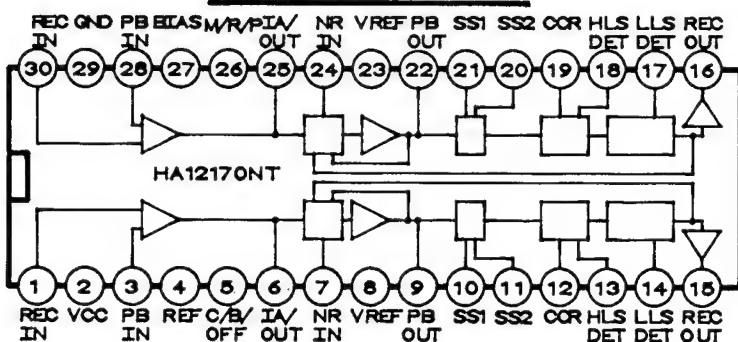 REC GND PB BIAS M/R/P IA/ NR VREF PB SS1 SS2 COR HLS LLS REC
IN IN OUT IN OUT DET DET OUT
30 29 28 27 26 25 24 23 22 21 20 19 18 17 16
HA12170NT
1 2 3 4 5 6 7 8 9 10 11 12 13 14 15
REC VCC PB REF C/B/ IA/ NR VREF PB SS1 SS2 COR HLS LLS REC
IN IN OFF OUT IN OUT DET DET OUT